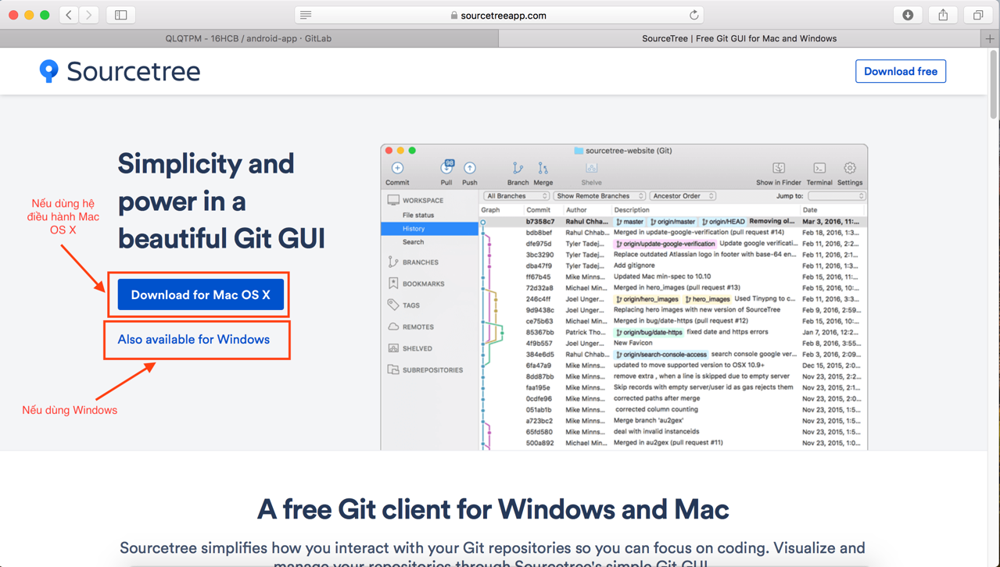 sourcetreeapp.com
QLQTPM - 16HCB / android-app · GitLab
SourceTree | Free Git GUI for Mac and Windows
Sourcetree
Download free
Simplicity and
power in a
beautiful Git GUI
Nếu dùng hệ
điều hành Mac
OS X
Download for Mac OS X
Also available for Windows
Nếu dùng Windows
sourcetree-website (Git)
98
Commit Pull Push Branch Merge Shelve Show in Finder Terminal Settings
All Branches Show Remote Branches Ancestor Order Jump to:
WORKSPACE
File status
History
Search
BRANCHES
BOOKMARKS
TAGS
REMOTES
SHELVED
SUBREPOSITORIES
Graph Commit Author Description Date
b7358c7 Rahul Chha... master origin/master origin/HEAD Removing ol... Mar 3, 2016, 11:...
bdb8bef Rahul Chhab... Merged in update-google-verification (pull request #14) Feb 18, 2016, 1:3...
dfe975d Tyler Tadej... origin/update-google-verification Update google verificati... Feb 11, 2016, 2:2...
3bc3290 Tyler Tadej... Replace outdated Atlassian logo in footer with base-64 en... Feb 11, 2016, 2:1...
dba47f9 Tyler Tadej... Add gitignore Feb 11, 2016, 1:3...
ff67b45 Mike Minns... Updated Mac min-spec to 10.10 Feb 15, 2016, 11:...
72d32a8 Michael Min... Merged in hero_images (pull request #13) Feb 15, 2016, 10:...
246c4ff Joel Unger... origin/hero_images hero_images Used Tinypng to c... Feb 11, 2016, 3:3...
9d9438c Joel Unger... Replacing hero images with new version of SourceTree Feb 9, 2016, 2:59...
ce75b63 Michael Min... Merged in bug/date-https (pull request #12) Feb 15, 2016, 10:...
85367bb Patrick Tho... origin/bug/date-https fixed date and https errors Jan 7, 2016, 12:2...
4f9b557 Joel Unger... New Favicon Feb 8, 2016, 3:55...
384e6d5 Rahul Chhab... origin/search-console-access search console google ver... Feb 3, 2016, 2:09...
6fa47a9 Mike Minns... updated to move supported version to OSX 10.9+ Dec 15, 2015, 2:0...
8dd87bb Mike Minns... remove extra , when a line is skipped due to empty server Nov 23, 2015, 2:2...
faa195e Mike Minns... Skip records with empty server/user id as gas rejects them Nov 23, 2015, 2:1...
0cdfe96 Mike Minns... corrected paths after merge Nov 23, 2015, 2:0...
051ab1b Mike Minns... corrected column counting Nov 23, 2015, 1:5...
a723bc2 Mike Minns... Merge branch 'au2gex' Nov 23, 2015, 1:5...
65fd580 Mike Minns... deal with invalid instanceids Nov 23, 2015, 1:5...
500a892 Michael Min... Merged in au2gex (pull request #11) Nov 23, 2015, 1:0...
A free Git client for Windows and Mac
Sourcetree simplifies how you interact with your Git repositories so you can focus on coding. Visualize and
manage your repositories through Sourcetree's simple Git GUI.